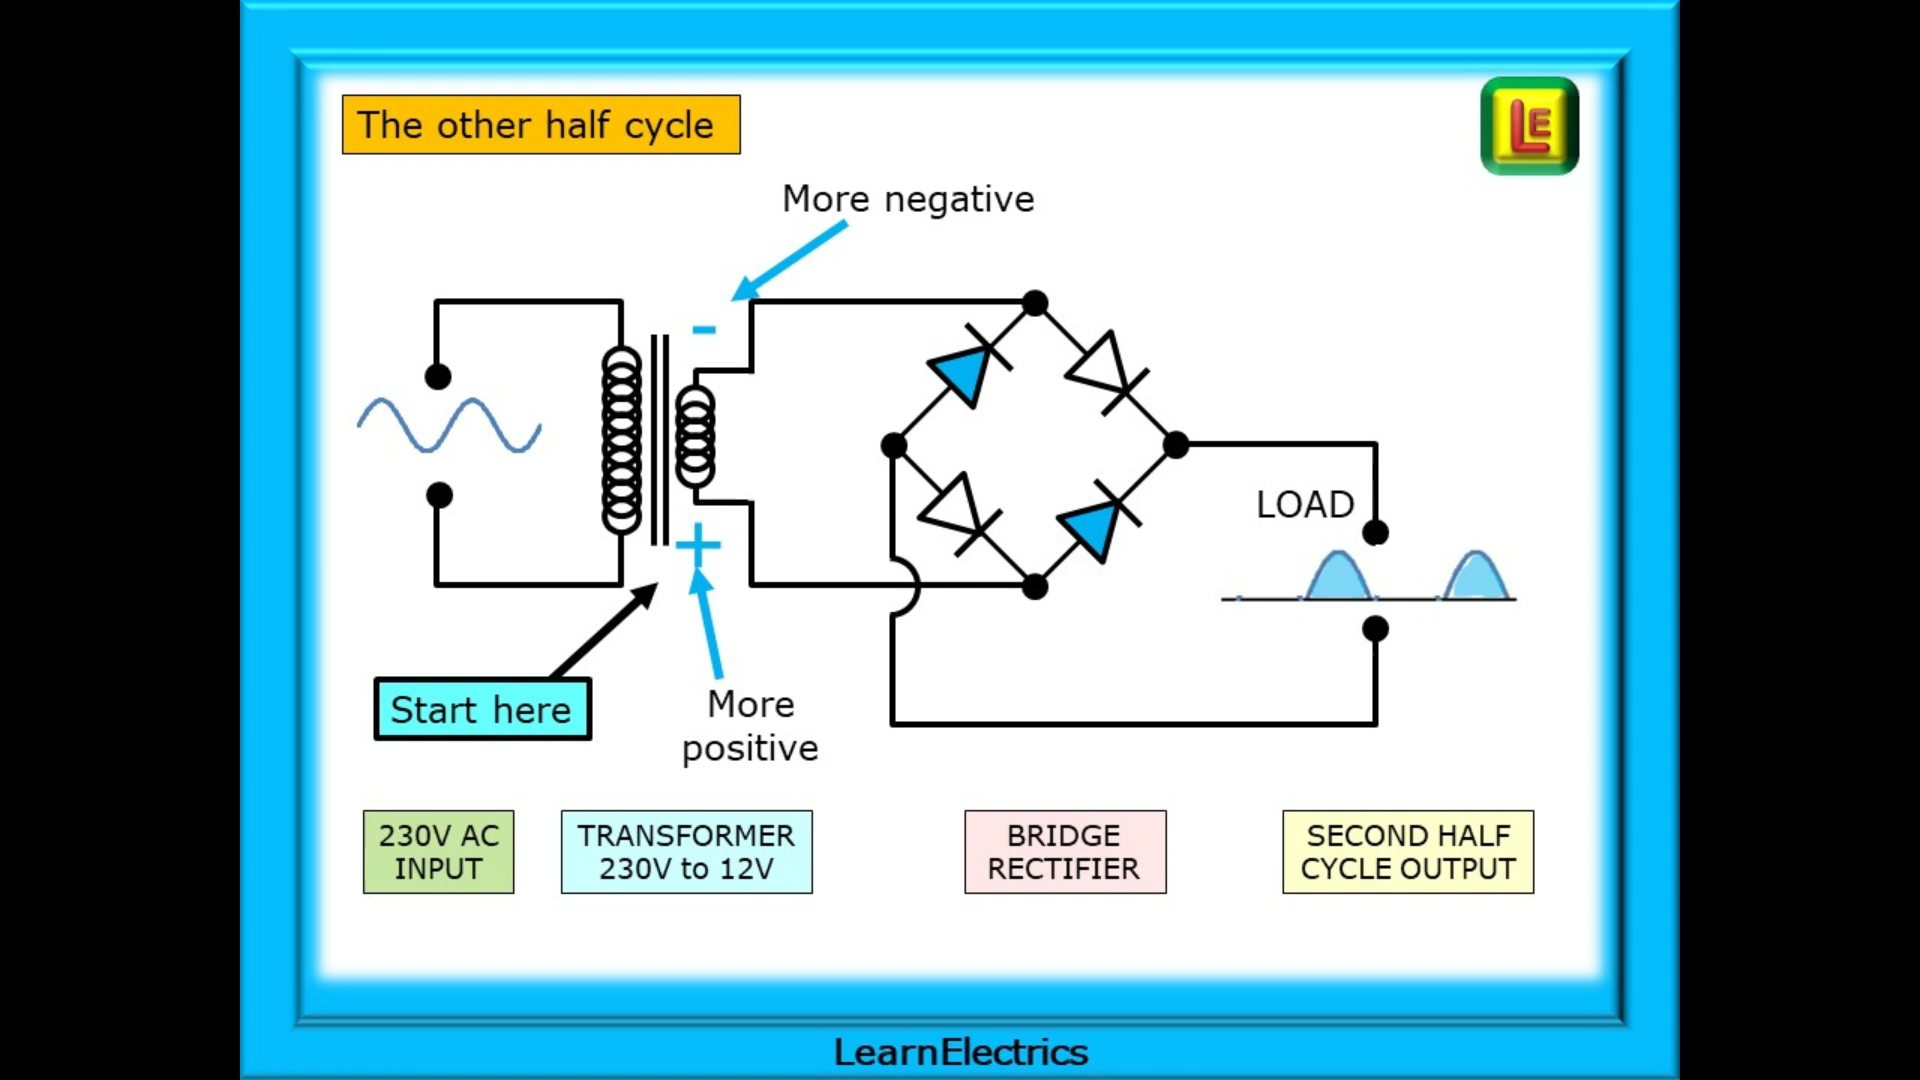 The other half cycle
LE
More negative
-
LOAD
+
Start here
More
positive
230V AC
INPUT
TRANSFORMER
230V to 12V
BRIDGE
RECTIFIER
SECOND HALF
CYCLE OUTPUT
LearnElectrics